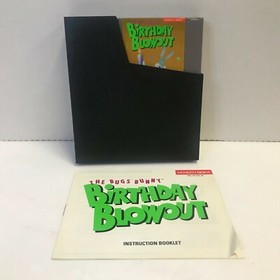 BIRTHDAY
BLOWOUT
THE BUGS BUNNY
BIRTHDAY
BLOWOUT
INSTRUCTION BOOKLET